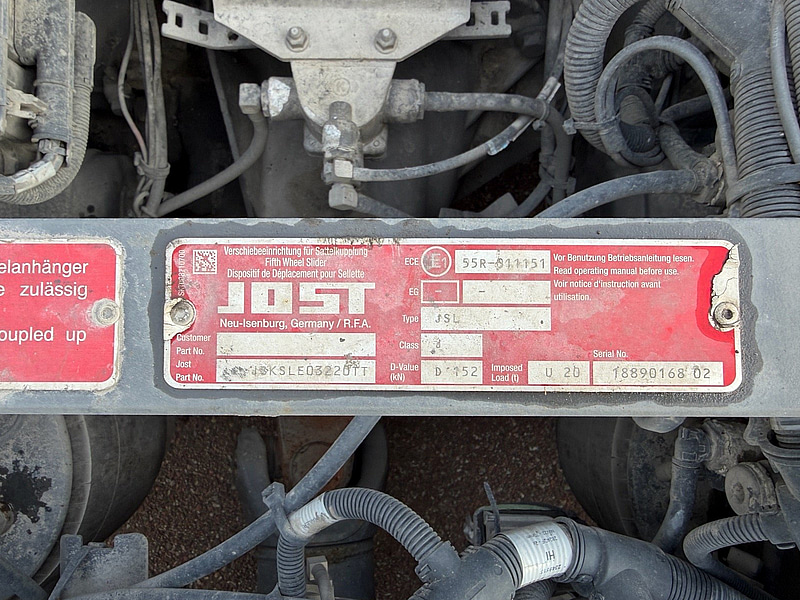 elanhänger
e zulässig
oupled up
Verschiebeeinrichtung für Sattelkupplung
Fifth Wheel Slider
Dispositif de Déplacement pour Sellette
JOST
Neu-Isenburg, Germany / R.F.A.
Customer
Part No.
Jost
Part No. JSKSLE03220TT
ECE E1 55R-011151
EG - -
Type JSL
Class J
D-Value
(kN) D 152
Imposed
Load (t) U 20
Vor Benutzung Betriebsanleitung lesen.
Read operating manual before use.
Voir notice d'instruction avant
utilisation.
Serial No.
18890168 02
HI